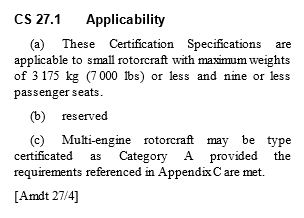 CS 27.1 Applicability
(a) These Certification Specifications are
applicable to small rotorcraft with maximum weights
of 3 175 kg (7 000 lbs) or less and nine or less
passenger seats.
(b) reserved
(c) Multi-engine rotorcraft may be type
certificated as Category A provided the
requirements referenced in Appendix C are met.
[Amdt 27/4]